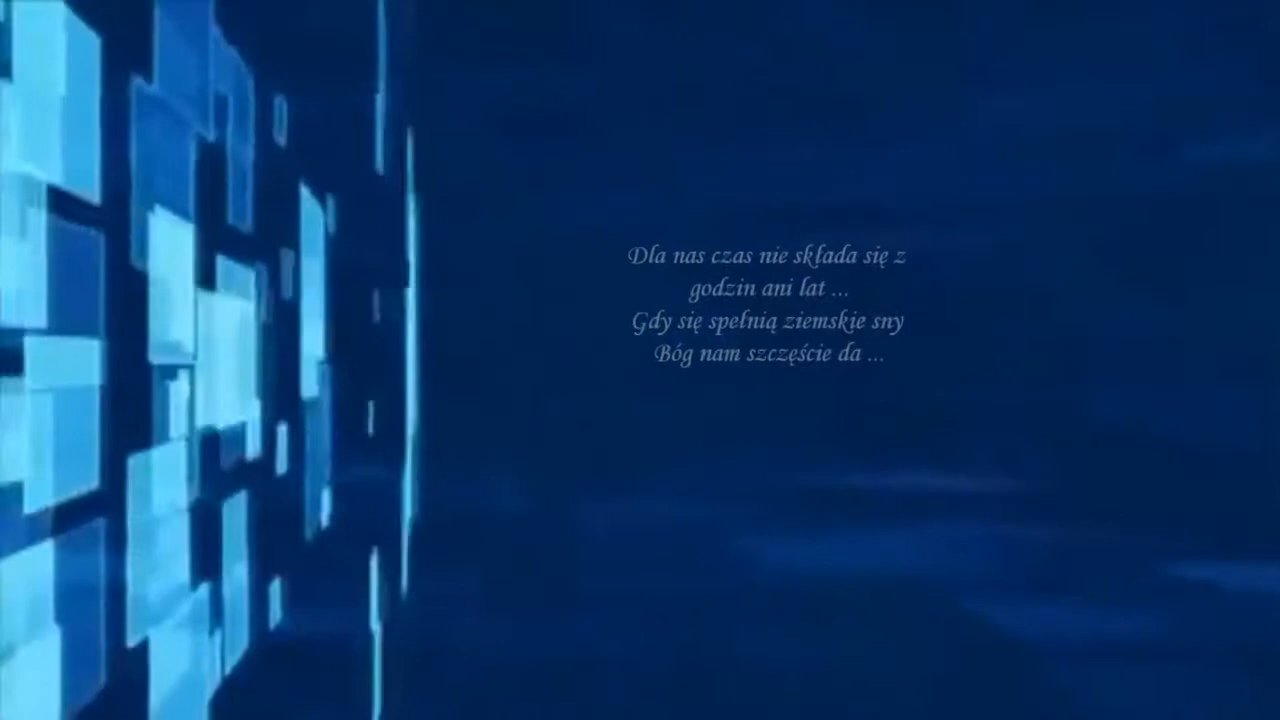 Dla nas czas nie składa się z
godzin ani lat ...
Gdy się spełnią ziemskie sny
Bóg nam szczęście da ...